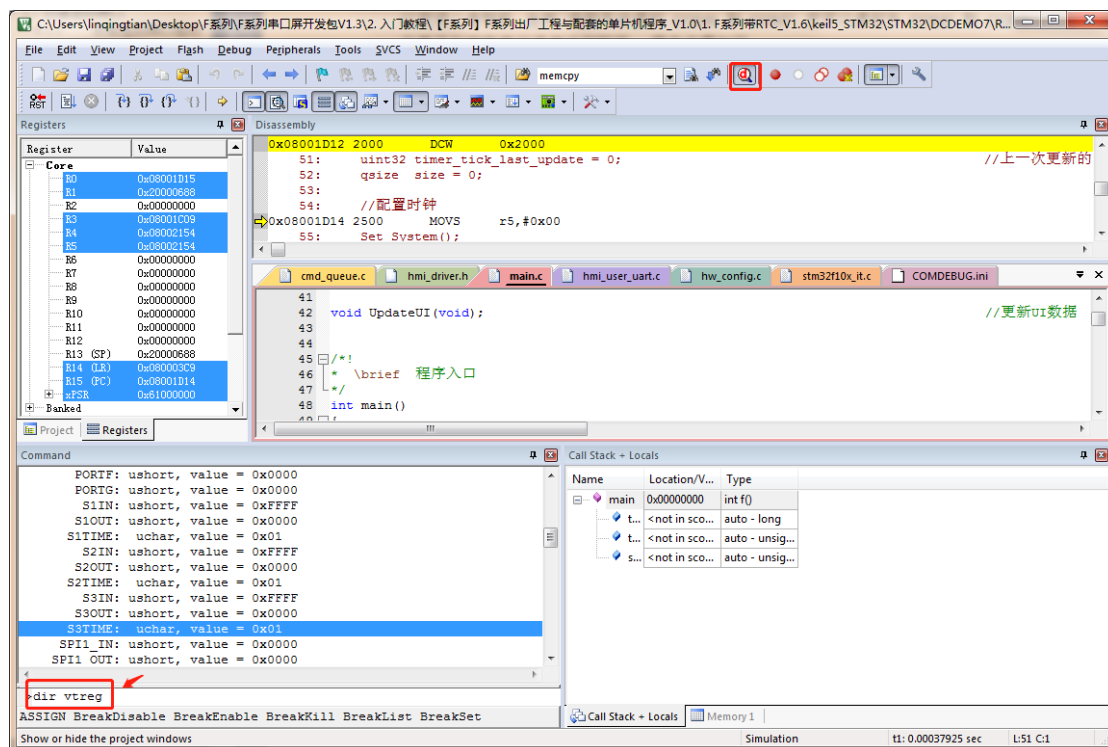 C:\Users\linqingtian\Desktop\F系列\F系列串口屏开发包V1.3\2. 入门教程\【F系列】F系列出厂工程与配套的单片机程序_V1.0\1. F系列带RTC_V1.6\keil5_STM32\STM32\DCDEMO7\R...
File Edit View Project Flash Debug Peripherals Tools SVCS Window Help
memcpy
RST
Registers
Register Value
Core
R0 0x08001D15
R1 0x20000688
R2 0x00000000
R3 0x08001C09
R4 0x08002154
R5 0x08002154
R6 0x00000000
R7 0x00000000
R8 0x00000000
R9 0x00000000
R10 0x00000000
R11 0x00000000
R12 0x00000000
R13 (SP) 0x20000688
R14 (LR) 0x080003C9
R15 (PC) 0x08001D14
xPSR 0x61000000
Banked
Project Registers
Disassembly
0x08001D12 2000 DCW 0x2000
51: uint32 timer_tick_last_update = 0; //上一次更新的
52: qsize size = 0;
53:
54: //配置时钟
0x08001D14 2500 MOVS r5,#0x00
55: Set_System();
cmd_queue.c hmi_driver.h main.c hmi_user_uart.c hw_config.c stm32f10x_it.c COMDEBUG.ini
41
42 void UpdateUI(void); //更新UI数据
43
44
45 /*!
46 * \brief 程序入口
47 */
48 int main()
49 {
Command
PORTF: ushort, value = 0x0000
PORTG: ushort, value = 0x0000
S1IN: ushort, value = 0xFFFF
S1OUT: ushort, value = 0x0000
S1TIME: uchar, value = 0x01
S2IN: ushort, value = 0xFFFF
S2OUT: ushort, value = 0x0000
S2TIME: uchar, value = 0x01
S3IN: ushort, value = 0xFFFF
S3OUT: ushort, value = 0x0000
S3TIME: uchar, value = 0x01
SPI1_IN: ushort, value = 0x0000
SPI1_OUT: ushort, value = 0x0000
>dir vtreg
ASSIGN BreakDisable BreakEnable BreakKill BreakList BreakSet
Call Stack + Locals
Name Location/V... Type
main 0x00000000 int f()
t... <not in sco... auto - long
t... <not in sco... auto - unsig...
s... <not in sco... auto - unsig...
Call Stack + Locals Memory 1
Show or hide the project windows Simulation t1: 0.00037925 sec L:51 C:1